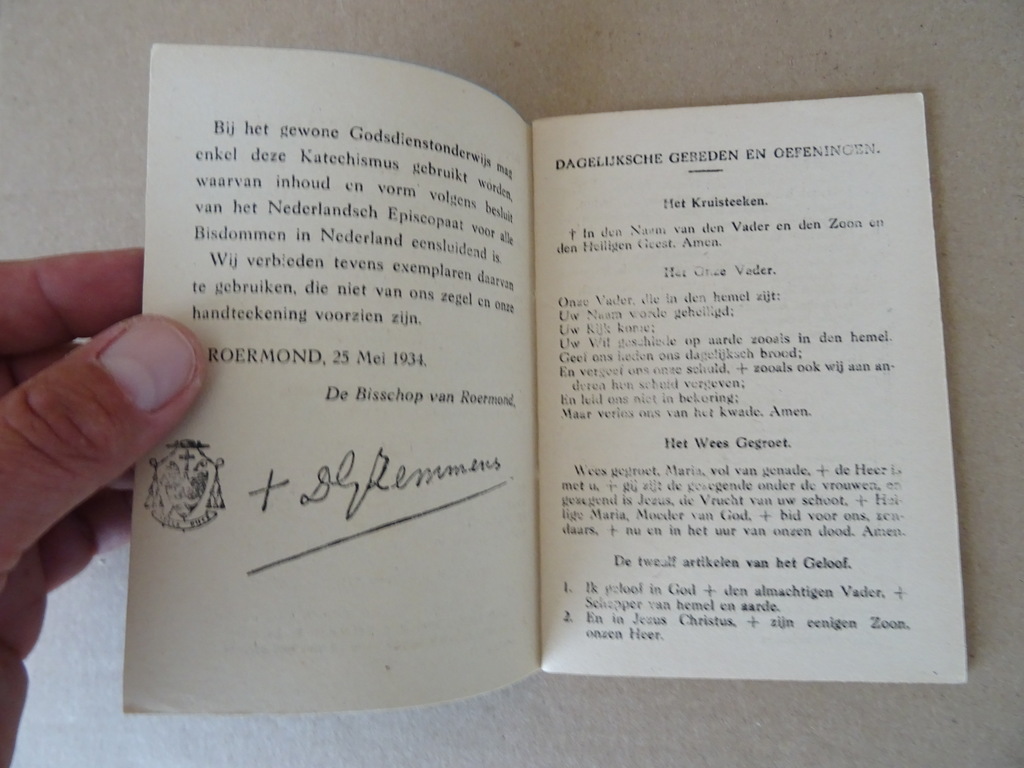 Bij het gewone Godsdienstonderwijs mag
enkel deze Katechismus gebruikt worden,
waarvan inhoud en vorm volgens besluit
van het Nederlandsch Episcopaat voor alle
Bisdommen in Nederland eensluidend is.
Wij verbieden tevens exemplaren daarvan
te gebruiken, die niet van ons zegel en onze
handteekening voorzien zijn.
ROERMOND, 25 Mei 1934.
De Bisschop van Roermond,
+ DGLemmens
DAGELIJKSCHE GEBEDEN EN OEFENINGEN.
Het Kruisteeken.
† In den Naam van den Vader en den Zoon en
den Heiligen Geest. Amen.
Het Onze Vader.
Onze Vader, die in den hemel zijt;
Uw Naam worde geheiligd;
Uw Rijk kome;
Uw Wil geschiede op aarde zooals in den hemel.
Geef ons heden ons dagelijksch brood;
En vergeef ons onze schuld, + zooals ook wij aan an-
deren hun schuld vergeven;
En leid ons niet in bekoring;
Maar verlos ons van het kwade. Amen.
Het Wees Gegroet.
Wees gegroet, Maria, vol van genade, + de Heer is
met u, + gij zijt de gezegende onder de vrouwen, en
gezegend is Jezus, de Vrucht van uw schoot. + Hei-
lige Maria, Moeder van God, + bid voor ons, zon-
daars, + nu en in het uur van onzen dood. Amen.
De twaalf artikelen van het Geloof.
1. Ik geloof in God + den almachtigen Vader, +
Schepper van hemel en aarde.
2. En in Jezus Christus, + zijn eenigen Zoon,
onzen Heer.